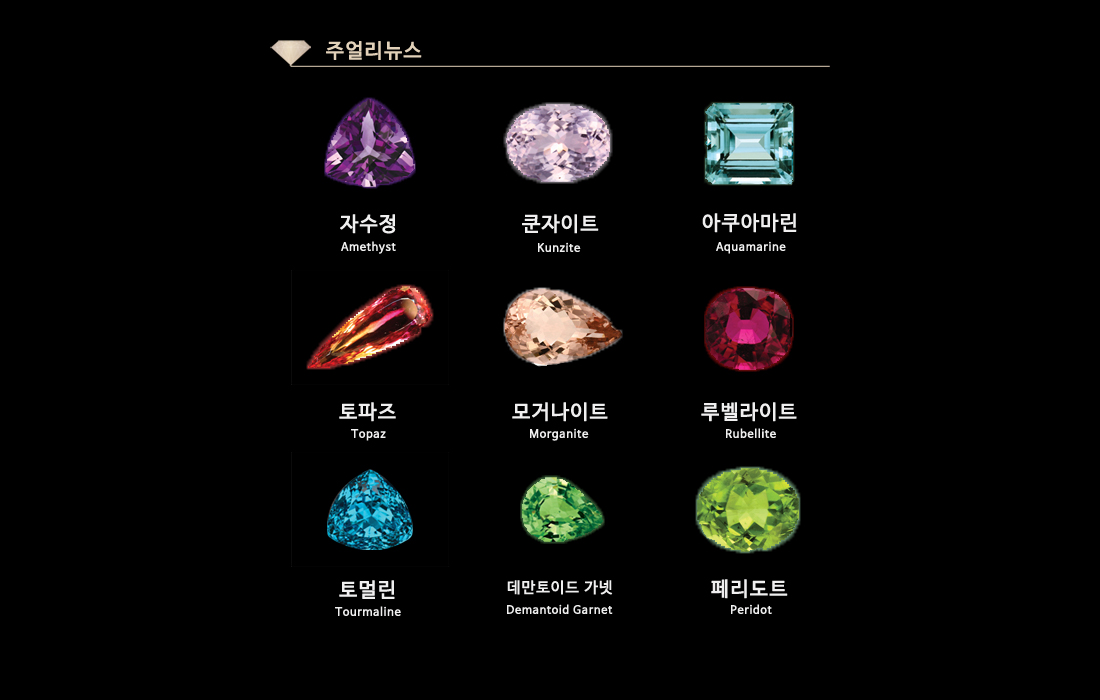 주얼리뉴스
자수정
Amethyst
쿤자이트
Kunzite
아쿠아마린
Aquamarine
토파즈
Topaz
모거나이트
Morganite
루벨라이트
Rubellite
토멀린
Tourmaline
데만토이드 가넷
Demantoid Garnet
페리도트
Peridot